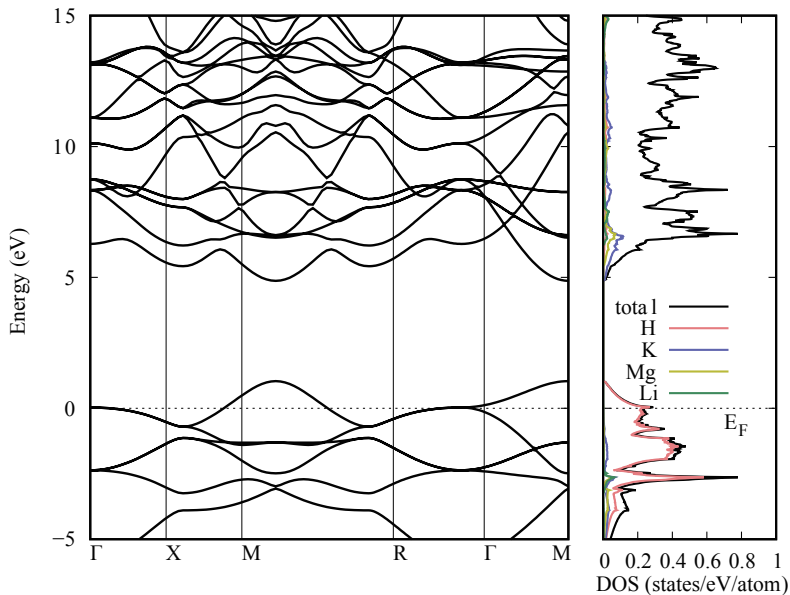 15
10
5
0
−5
Energy (eV)
Γ X M R Γ M
total
H
K
Mg
Li
E_F
0 0.2 0.4 0.6 0.8 1
DOS (states/eV/atom)